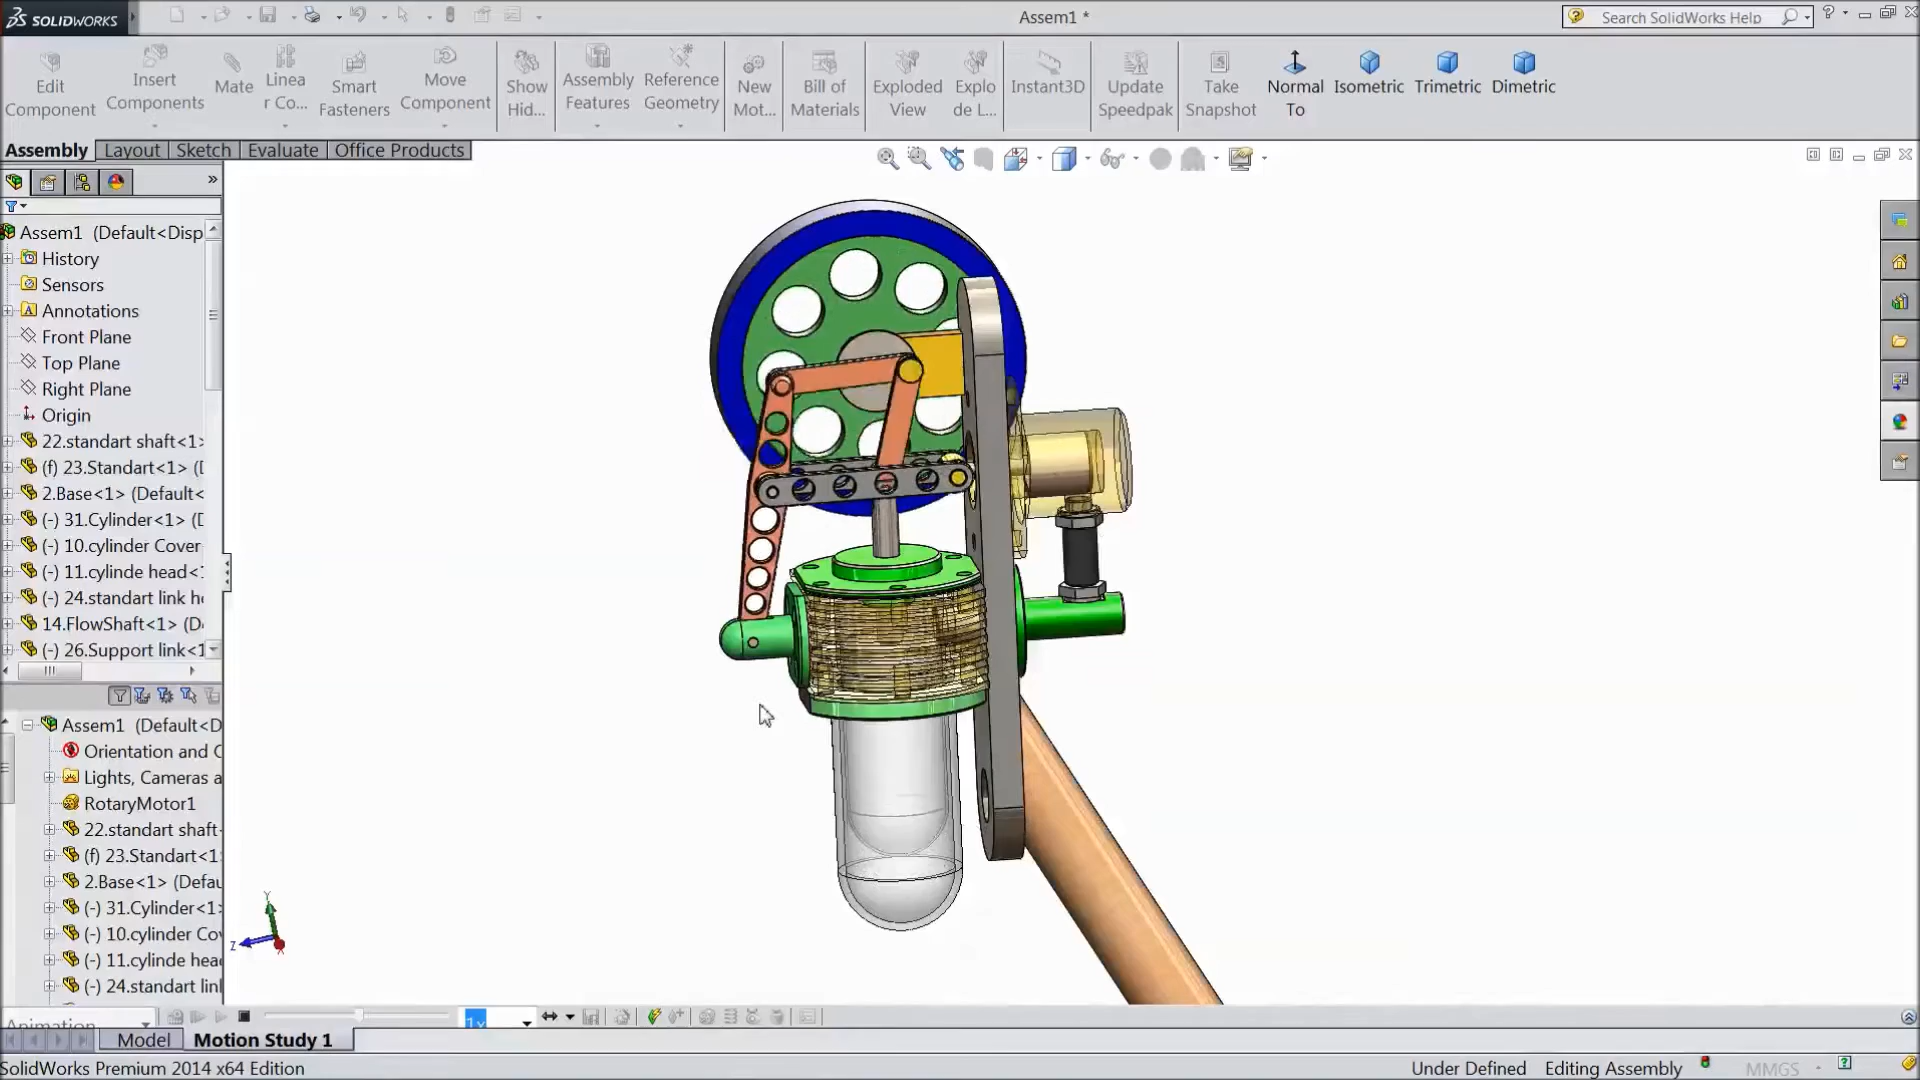 SOLIDWORKS
Assem1 *
Search SolidWorks Help
Edit Component
Insert Components
Mate
Linea r Co...
Smart Fasteners
Move Component
Show Hid...
Assembly Features
Reference Geometry
New Mot...
Bill of Materials
Exploded View
Explo de L...
Instant3D
Update Speedpak
Take Snapshot
Normal To
Isometric
Trimetric
Dimetric
Assembly
Layout
Sketch
Evaluate
Office Products
Assem1 (Default<Disp
History
Sensors
Annotations
Front Plane
Top Plane
Right Plane
Origin
22.standart shaft<1>
(f) 23.Standart<1> (D
2.Base<1> (Default<
(-) 31.Cylinder<1> (D
(-) 10.cylinder Cover
(-) 11.cylinde head<1
(-) 24.standart link h
14.FlowShaft<1> (D
(-) 26.Support link<1
Assem1 (Default<D
Orientation and C
Lights, Cameras a
RotaryMotor1
22.standart shaft
(f) 23.Standart<1
2.Base<1> (Defau
(-) 31.Cylinder<1>
(-) 10.cylinder Cov
(-) 11.cylinde head
(-) 24.standart lin
Y
Z
X
Animation
1x
Model
Motion Study 1
SolidWorks Premium 2014 x64 Edition
Under Defined
Editing Assembly
MMGS